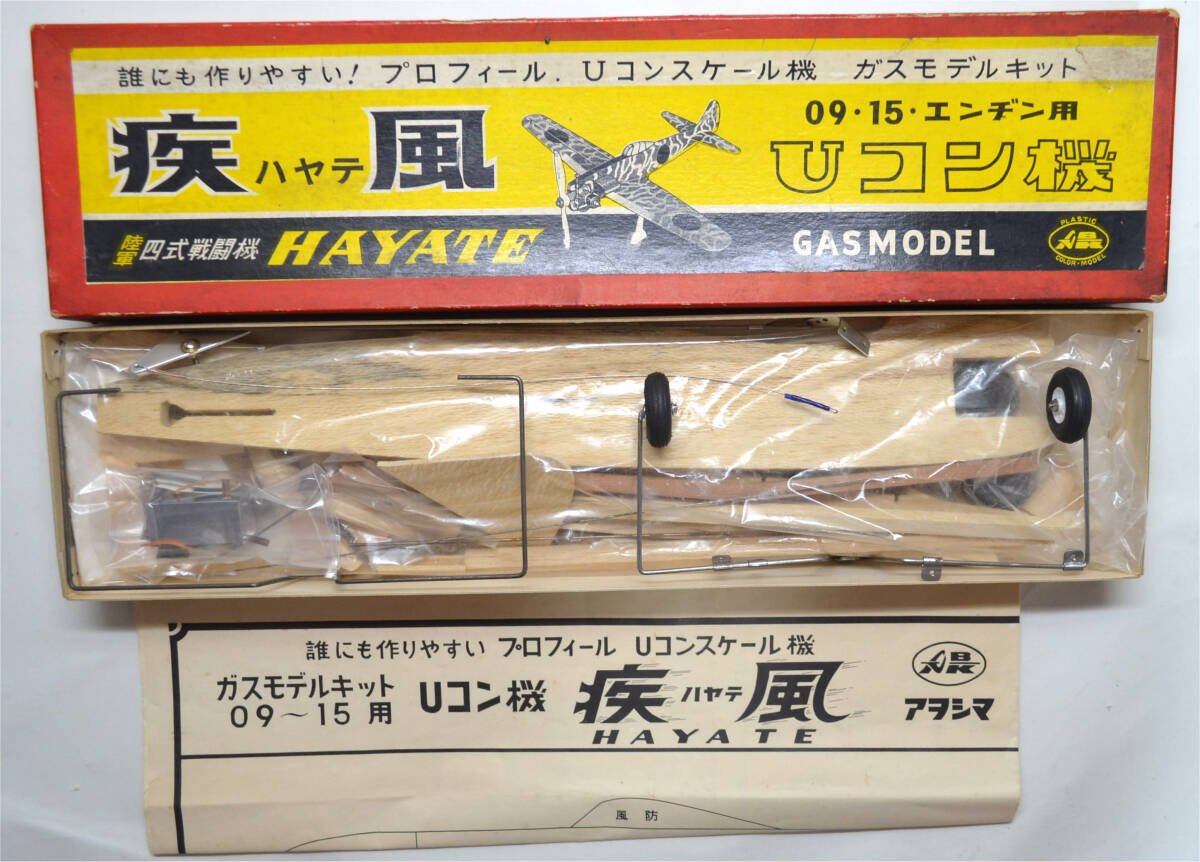 誰にも作りやすい! プロフィール. Uコンスケール機 ガスモデルキット
疾風
ハヤテ
09・15・エンヂン用
Uコン機
陸軍
四式戦闘機
HAYATE
GASMODEL
PLASTIC
COLOR-MODEL
誰にも作りやすい プロフィール Uコンスケール機
ガスモデルキット
09～15用
Uコン機
疾風
ハヤテ
HAYATE
アヲシマ
風防